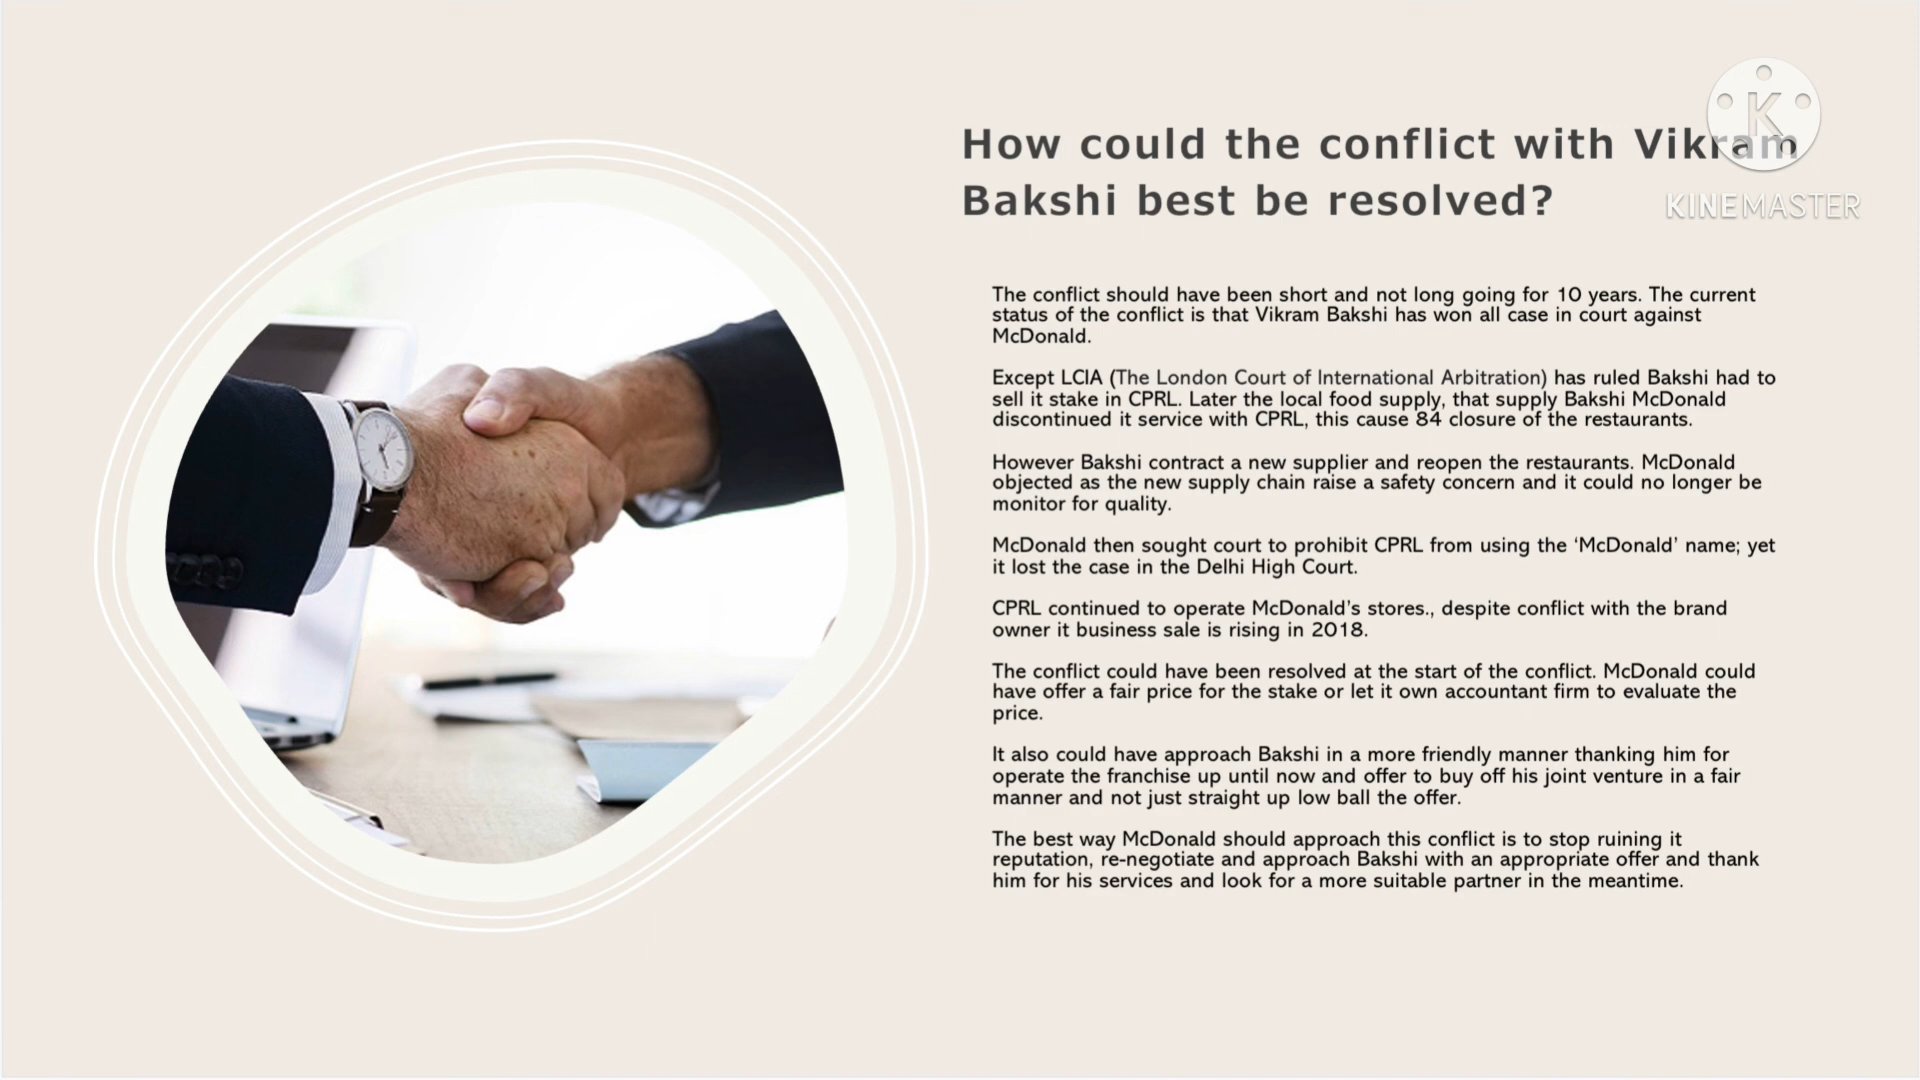 How could the conflict with Vikram
Bakshi best be resolved?
K
KINEMASTER
The conflict should have been short and not long going for 10 years. The current
status of the conflict is that Vikram Bakshi has won all case in court against
McDonald.
Except LCIA (The London Court of International Arbitration) has ruled Bakshi had to
sell it stake in CPRL. Later the local food supply, that supply Bakshi McDonald
discontinued it service with CPRL, this cause 84 closure of the restaurants.
However Bakshi contract a new supplier and reopen the restaurants. McDonald
objected as the new supply chain raise a safety concern and it could no longer be
monitor for quality.
McDonald then sought court to prohibit CPRL from using the ‘McDonald’ name; yet
it lost the case in the Delhi High Court.
CPRL continued to operate McDonald’s stores., despite conflict with the brand
owner it business sale is rising in 2018.
The conflict could have been resolved at the start of the conflict. McDonald could
have offer a fair price for the stake or let it own accountant firm to evaluate the
price.
It also could have approach Bakshi in a more friendly manner thanking him for
operate the franchise up until now and offer to buy off his joint venture in a fair
manner and not just straight up low ball the offer.
The best way McDonald should approach this conflict is to stop ruining it
reputation, re-negotiate and approach Bakshi with an appropriate offer and thank
him for his services and look for a more suitable partner in the meantime.